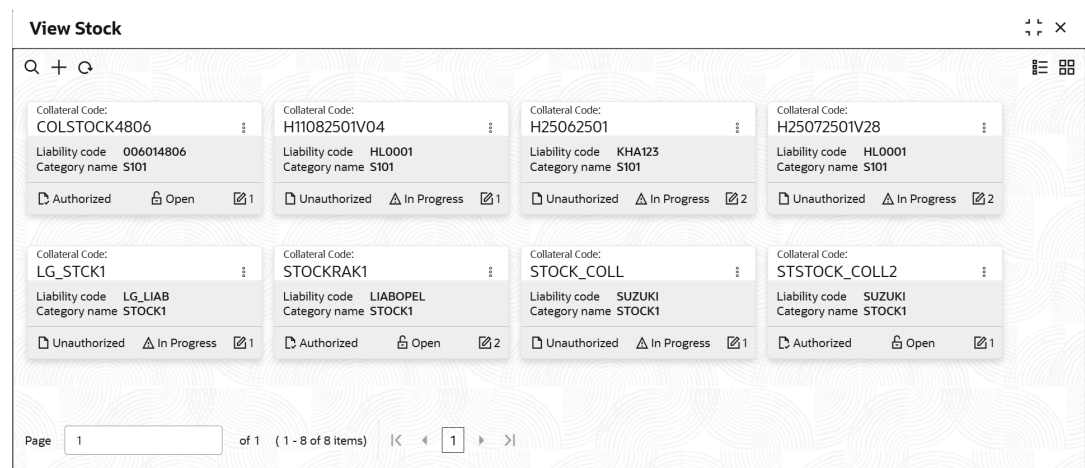 View Stock
Collateral Code:
COLSTOCK4806
Liability code 006014806
Category name S101
Authorized Open 1
Collateral Code:
H11082501V04
Liability code HL0001
Category name S101
Unauthorized In Progress 1
Collateral Code:
H25062501
Liability code KHA123
Category name S101
Unauthorized In Progress 2
Collateral Code:
H25072501V28
Liability code HL0001
Category name S101
Unauthorized In Progress 2
Collateral Code:
LG_STCK1
Liability code LG_LIAB
Category name STOCK1
Unauthorized In Progress 1
Collateral Code:
STOCKRAK1
Liability code LIABOPEL
Category name STOCK1
Authorized Open 2
Collateral Code:
STOCK_COLL
Liability code SUZUKI
Category name STOCK1
Unauthorized In Progress 1
Collateral Code:
STSTOCK_COLL2
Liability code SUZUKI
Category name STOCK1
Authorized Open 1
Page 1 of 1 ( 1 - 8 of 8 items) 1